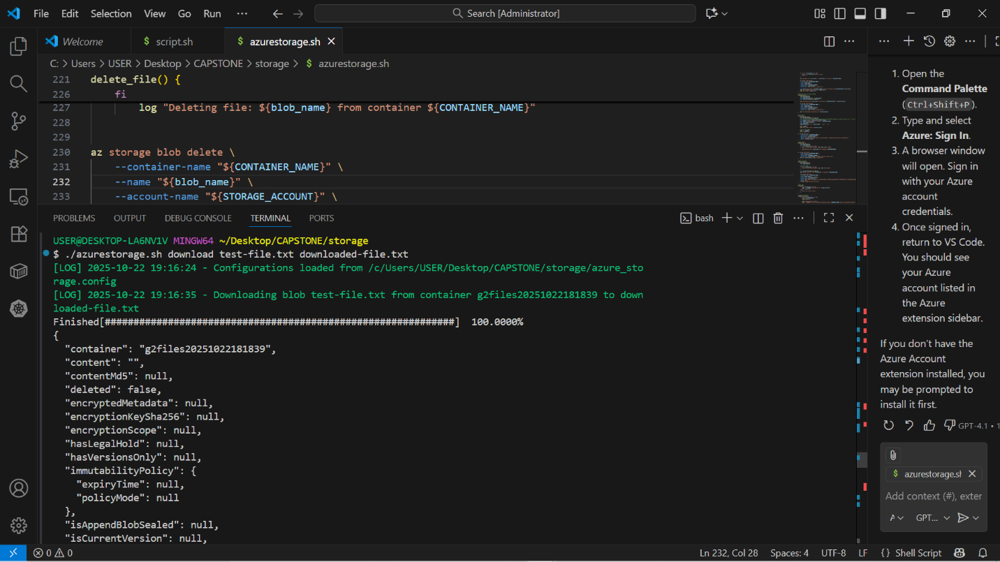 File Edit Selection View Go Run ··· Search [Administrator]
Welcome script.sh azurestorage.sh
C: > Users > USER > Desktop > CAPSTONE > storage > $ azurestorage.sh
221 delete_file() {
226 fi
227 log "Deleting file: ${blob_name} from container ${CONTAINER_NAME}"
228
229
230 az storage blob delete \
231 --container-name "${CONTAINER_NAME}" \
232 --name "${blob_name}" \
233 --account-name "${STORAGE_ACCOUNT}" \
PROBLEMS OUTPUT DEBUG CONSOLE TERMINAL PORTS bash
USER@DESKTOP-LA6NV1V MINGW64 ~/Desktop/CAPSTONE/storage
$ ./azurestorage.sh download test-file.txt downloaded-file.txt
[LOG] 2025-10-22 19:16:24 - Configurations loaded from /c/Users/USER/Desktop/CAPSTONE/storage/azure_sto
rage.config
[LOG] 2025-10-22 19:16:35 - Downloading blob test-file.txt from container g2files20251022181839 to down
loaded-file.txt
Finished[#############################################################] 100.0000%
{
"container": "g2files20251022181839",
"content": "",
"contentMd5": null,
"deleted": false,
"encryptedMetadata": null,
"encryptionKeySha256": null,
"encryptionScope": null,
"hasLegalHold": null,
"hasVersionsOnly": null,
"immutabilityPolicy": {
"expiryTime": null,
"policyMode": null
},
"isAppendBlobSealed": null,
"isCurrentVersion": null,
1. Open the
Command Palette
(Ctrl+Shift+P).
2. Type and select
Azure: Sign In.
3. A browser window
will open. Sign in
with your Azure
account
credentials.
4. Once signed in,
return to VS Code.
You should see
your Azure
account listed in
the Azure
extension sidebar.
If you don't have the
Azure Account
extension installed, you
may be prompted to
install it first.
GPT-4.1 • 1
$ azurestorage.sh
Add context (#), exter
GPT...
0 0 Ln 232, Col 28 Spaces: 4 UTF-8 LF {} Shell Script